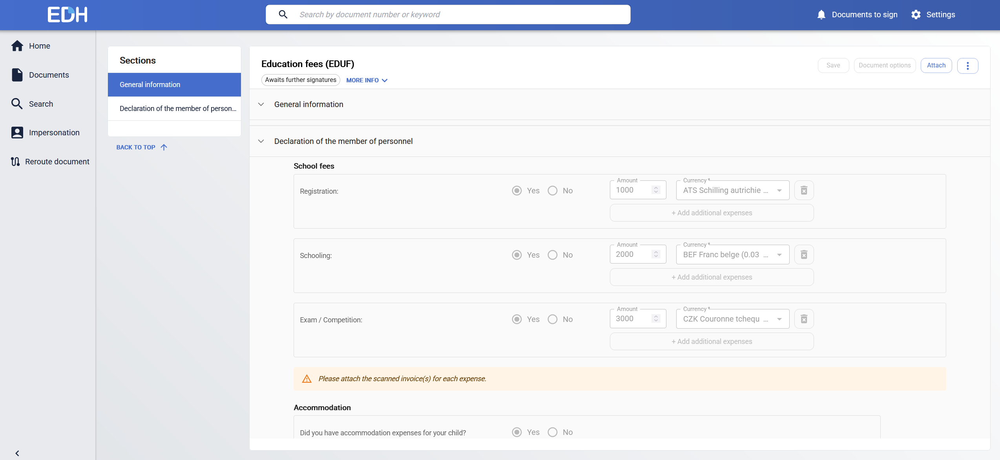 EDH
Search by document number or keyword
Documents to sign
Settings
Home
Documents
Search
Impersonation
Reroute document
Sections
General information
Declaration of the member of person...
BACK TO TOP
Education fees (EDUF)
Awaits further signatures
MORE INFO
Save
Document options
Attach
General information
Declaration of the member of personnel
School fees
Registration:
Yes
No
Amount
1000
Currency *
ATS Schilling autrichie ...
+ Add additional expenses
Schooling:
Yes
No
Amount
2000
Currency *
BEF Franc belge (0.03 ...
+ Add additional expenses
Exam / Competition:
Yes
No
Amount
3000
Currency *
CZK Couronne tchequ ...
+ Add additional expenses
Please attach the scanned invoice(s) for each expense.
Accommodation
Did you have accommodation expenses for your child?
Yes
No